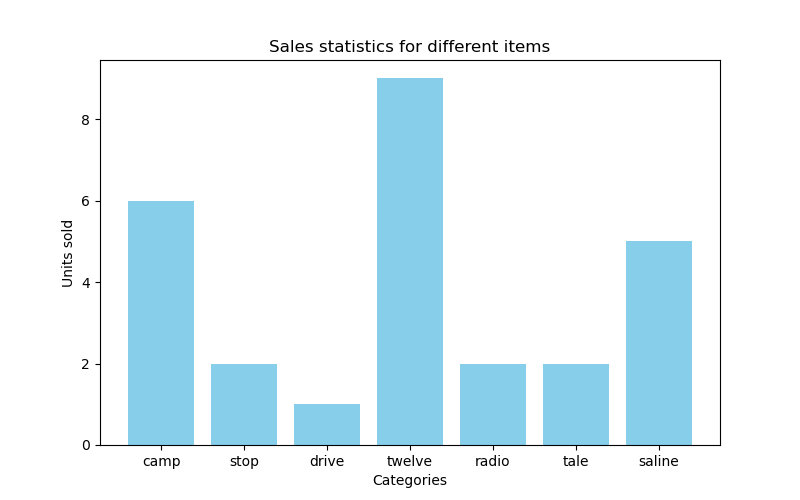 Sales statistics for different items
Units sold
8
6
4
2
0
camp stop drive twelve radio tale saline
Categories